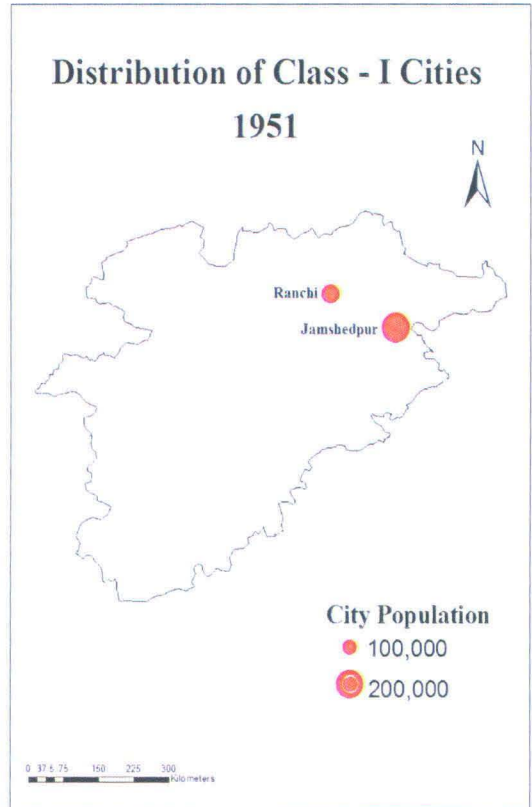 Distribution of Class - I Cities
1951
N
Ranchi
Jamshedpur
City Population
100,000
200,000
0 37.5 75 150 225 300
Kilometers